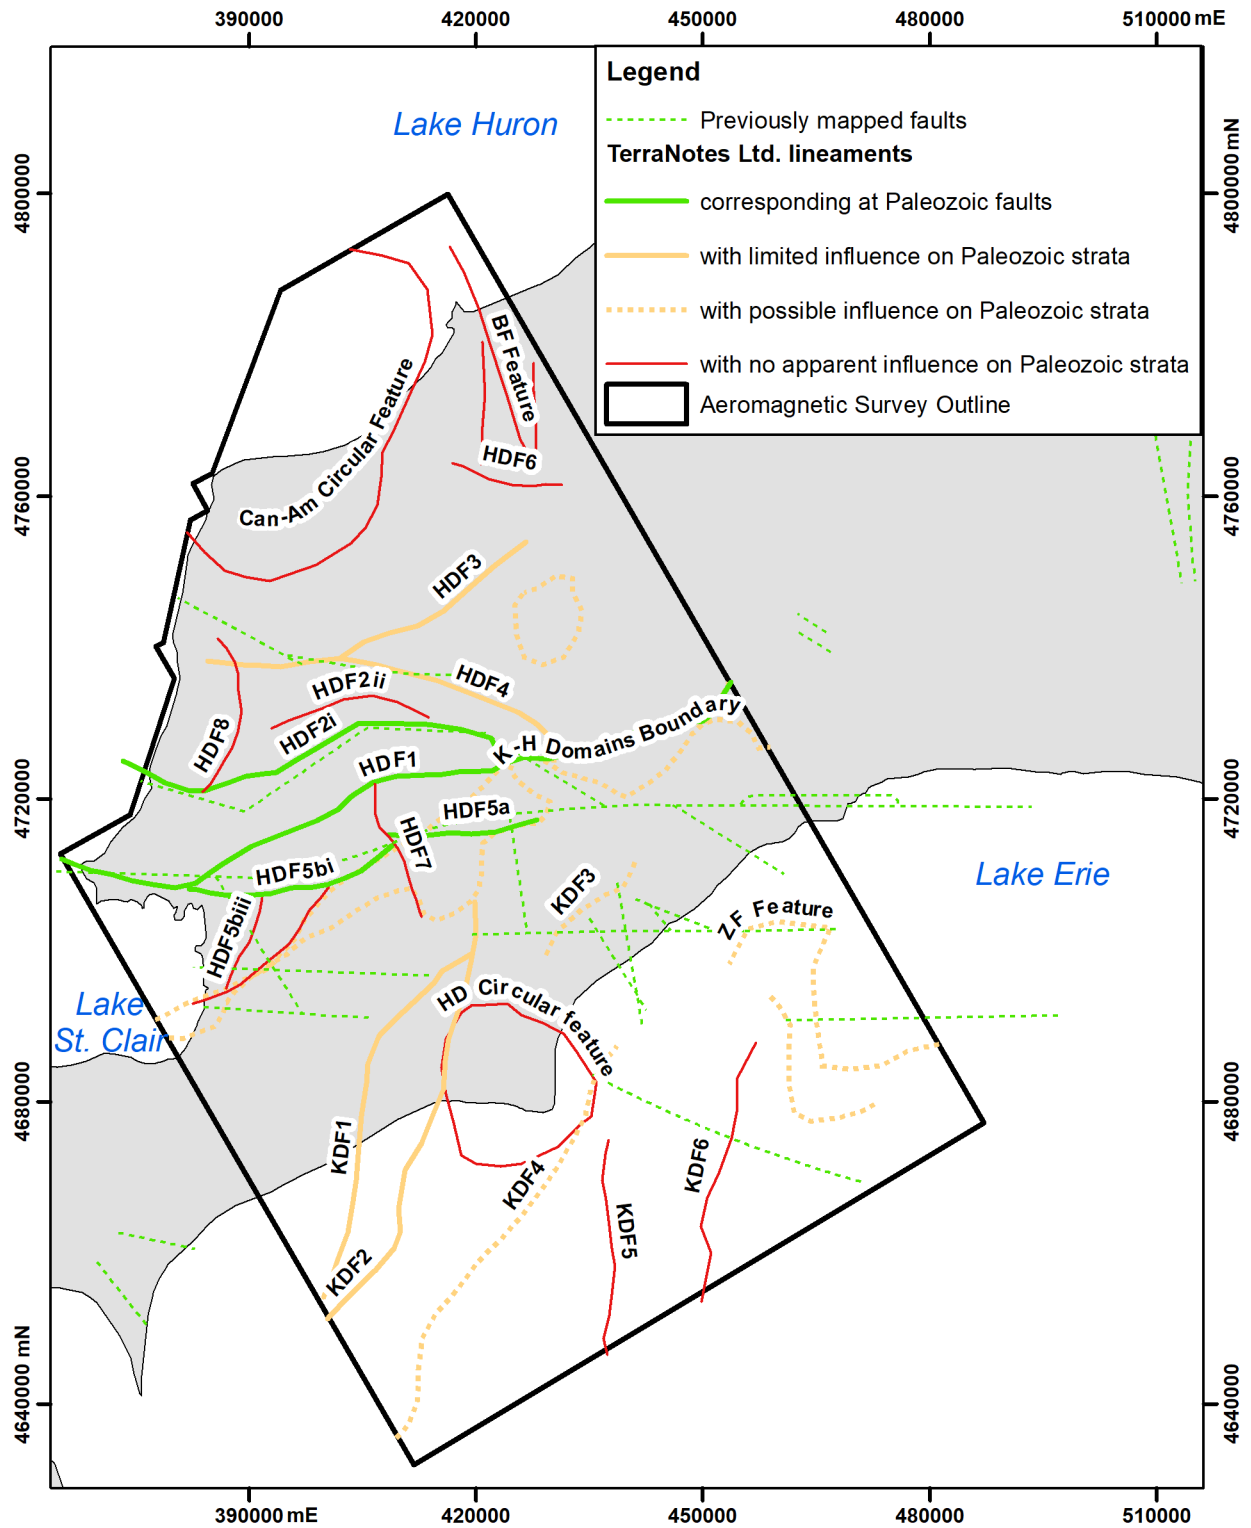 390000
420000
450000
480000
510000 mE
Legend
Previously mapped faults
TerraNotes Ltd. lineaments
corresponding at Paleozoic faults
with limited influence on Paleozoic strata
with possible influence on Paleozoic strata
with no apparent influence on Paleozoic strata
Aeromagnetic Survey Outline
Lake Huron
4800000
4800000 mN
BF Feature
Can-Am Circular Feature
HDF6
4760000
4760000
HDF3
HDF4
HDF2ii
HDF2i
HDF8
K-H Domains Boundary
HDF1
4720000
4720000
HDF5a
HDF7
HDF5bi
KDF3
Lake Erie
ZF Feature
HDF5biii
HD Circular feature
Lake
St. Clair
4680000
4680000
KDF1
KDF4
KDF6
KDF5
KDF2
4640000 mN
4640000
390000 mE
420000
450000
480000
510000